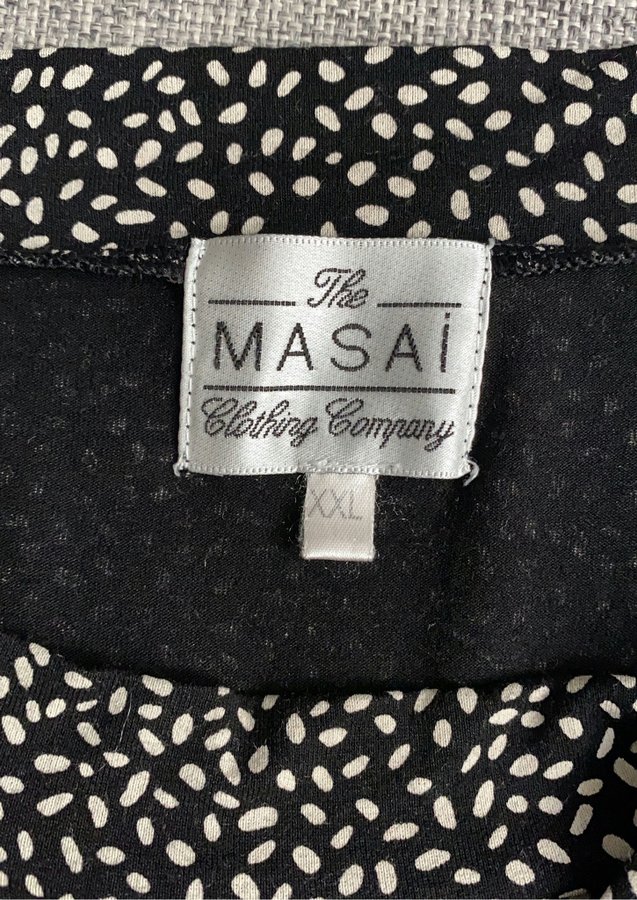 The
MASAi
Clothing Company
XXL